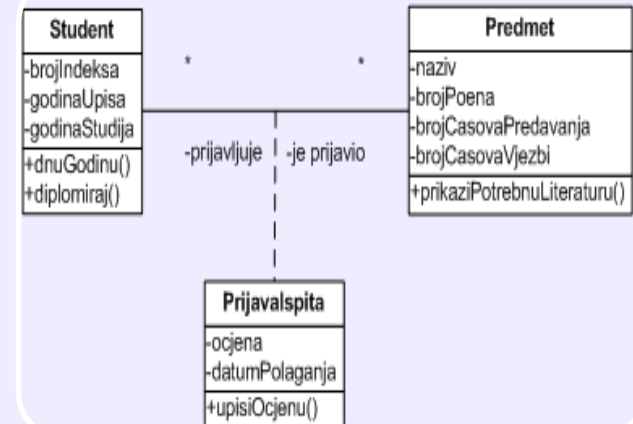 Student
-brojIndeksa
-godinaUpisa
-godinaStudija
+dnuGodinu()
+diplomiraj()
*
*
Predmet
-naziv
-brojPoena
-brojCasovaPredavanja
-brojCasovaVjezbi
+prikaziPotrebnuLiteraturu()
-prijavljuje
-je prijavio
PrijavaIspita
-ocjena
-datumPolaganja
+upisiOcjenu()